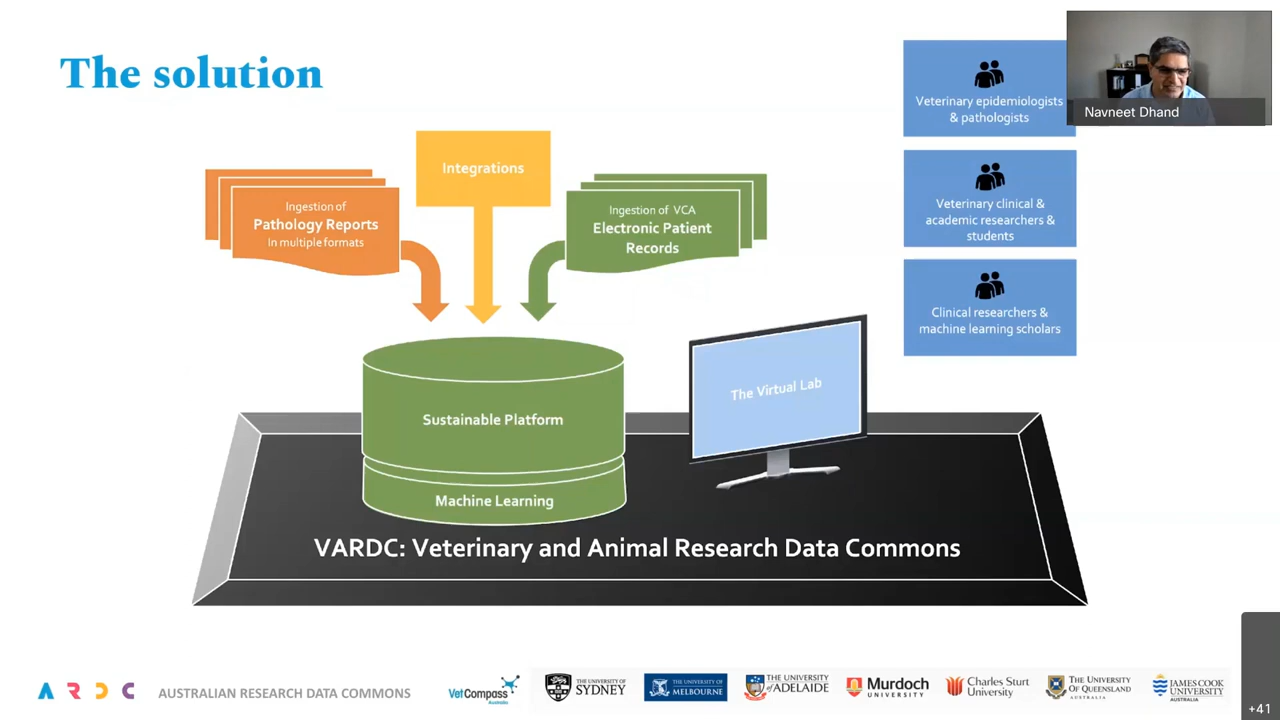 The solution
Veterinary epidemiologists
& pathologists
Navneet Dhand
Integrations
Ingestion of
Pathology Reports
In multiple formats
Ingestion of VCA
Electronic Patient
Records
Veterinary clinical &
academic researchers &
students
Clinical researchers &
machine learning scholars
The Virtual Lab
Sustainable Platform
Machine Learning
VARDC: Veterinary and Animal Research Data Commons
A R D C
AUSTRALIAN RESEARCH DATA COMMONS
VetCompass
Australia
THE UNIVERSITY OF
SYDNEY
THE UNIVERSITY OF
MELBOURNE
THE UNIVERSITY
of ADELAIDE
Murdoch
UNIVERSITY
Charles Sturt
University
THE UNIVERSITY
OF QUEENSLAND
AUSTRALIA
JAMES COOK
UNIVERSITY
AUSTRALIA
+41